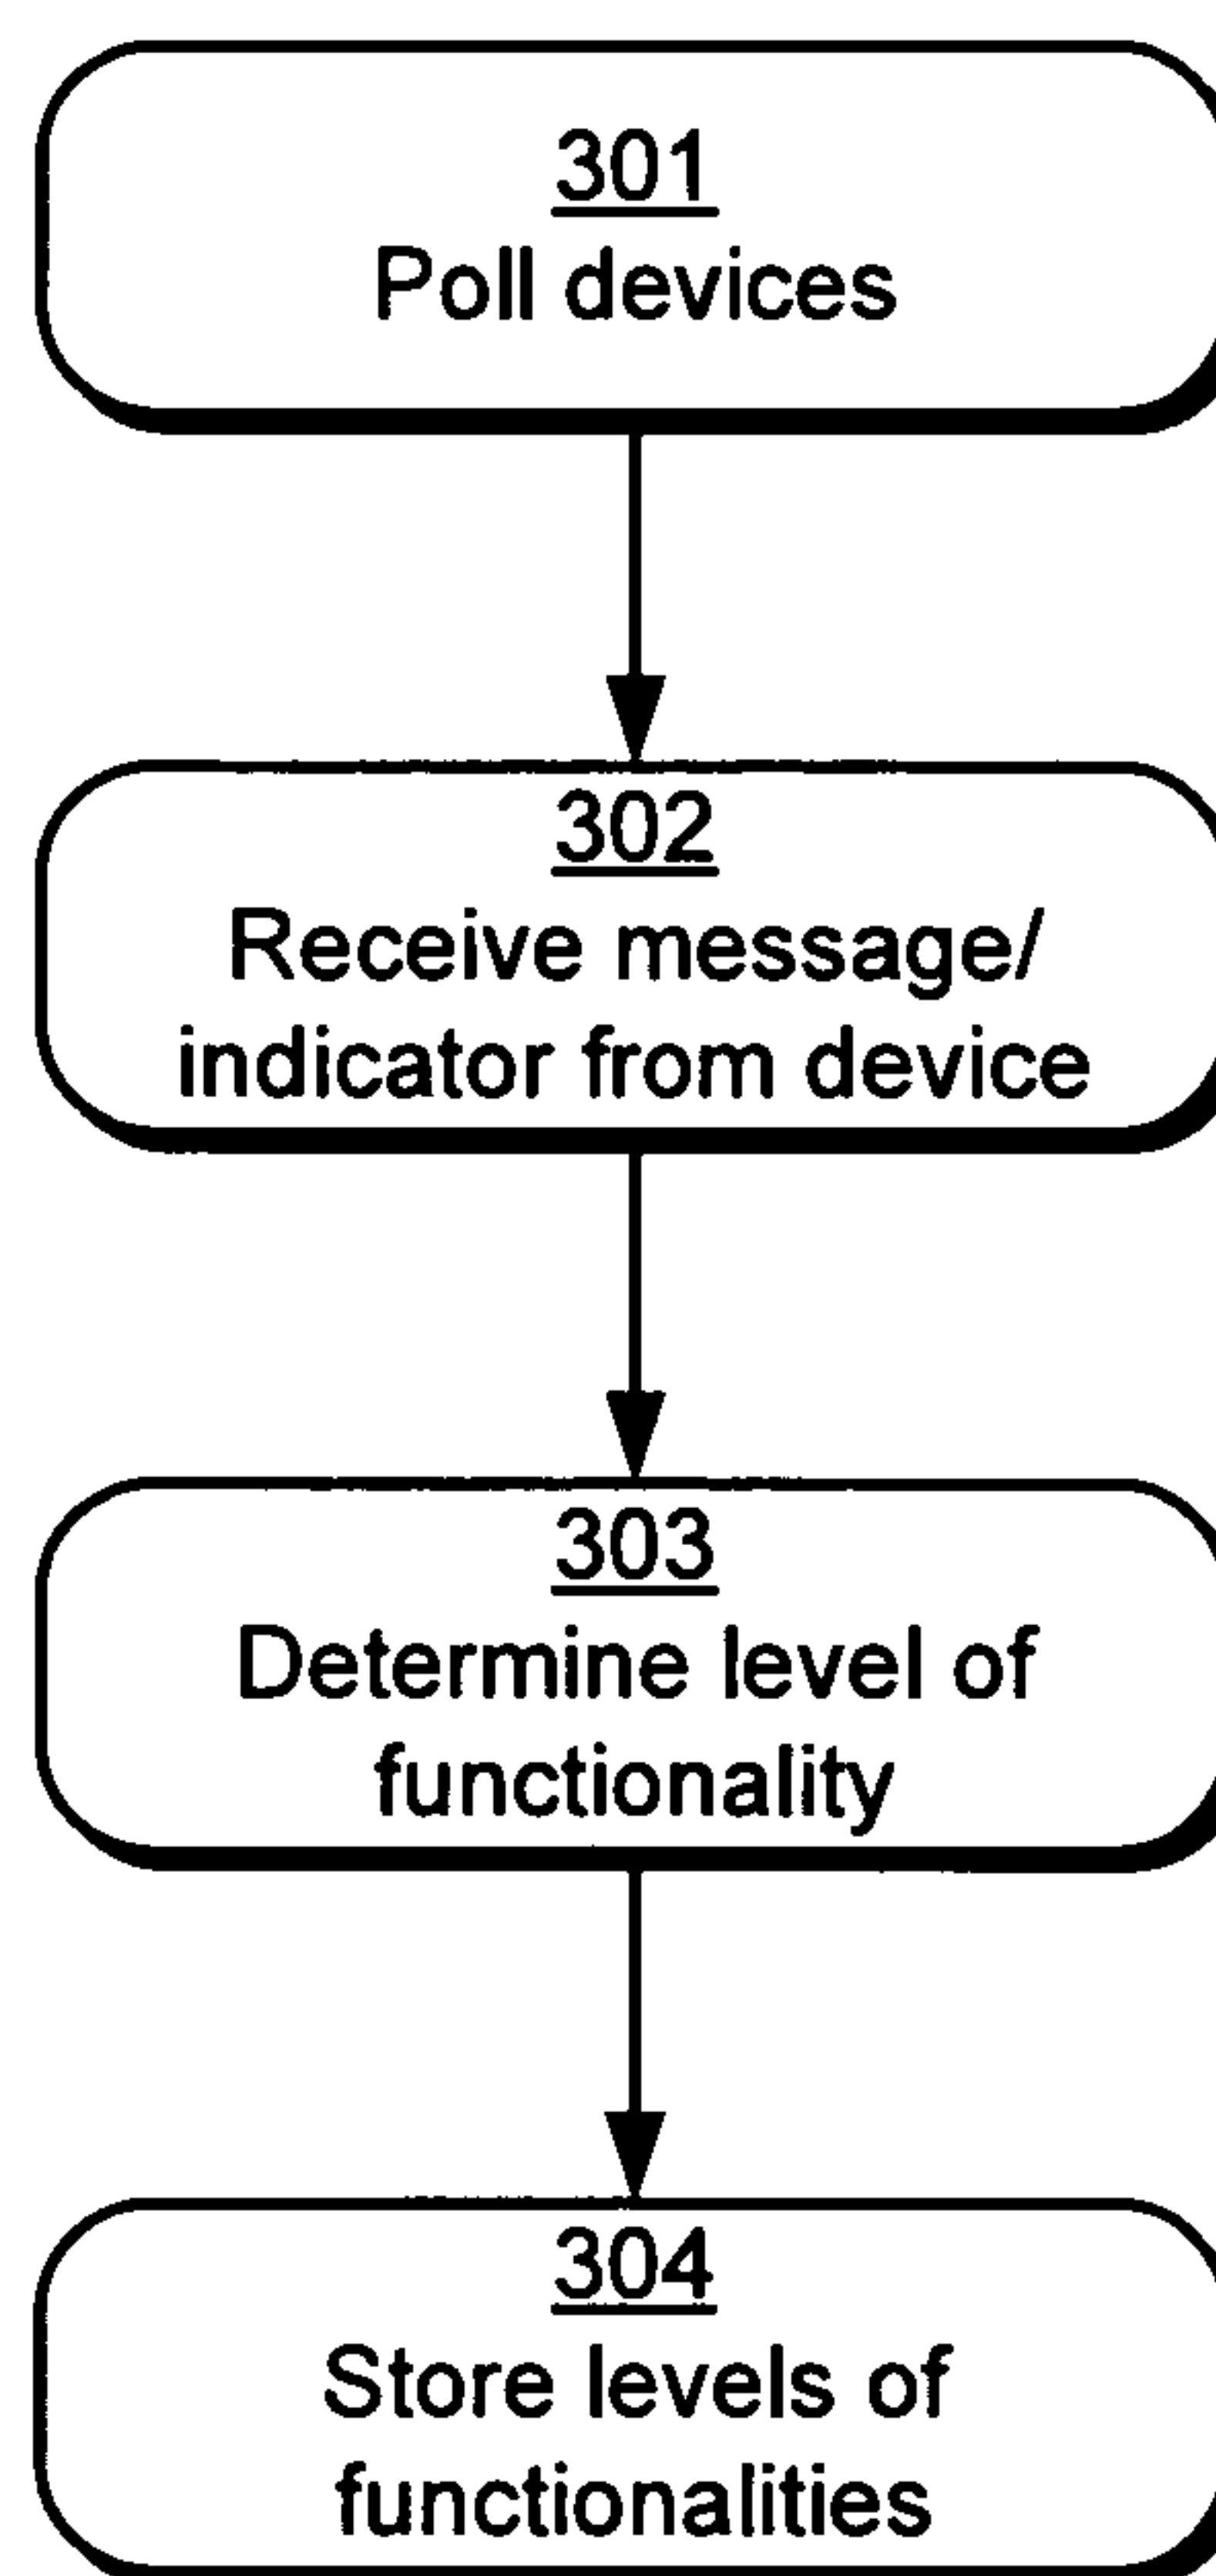 301
Poll devices
302
Receive message/
indicator from device
303
Determine level of
functionality
304
Store levels of
functionalities